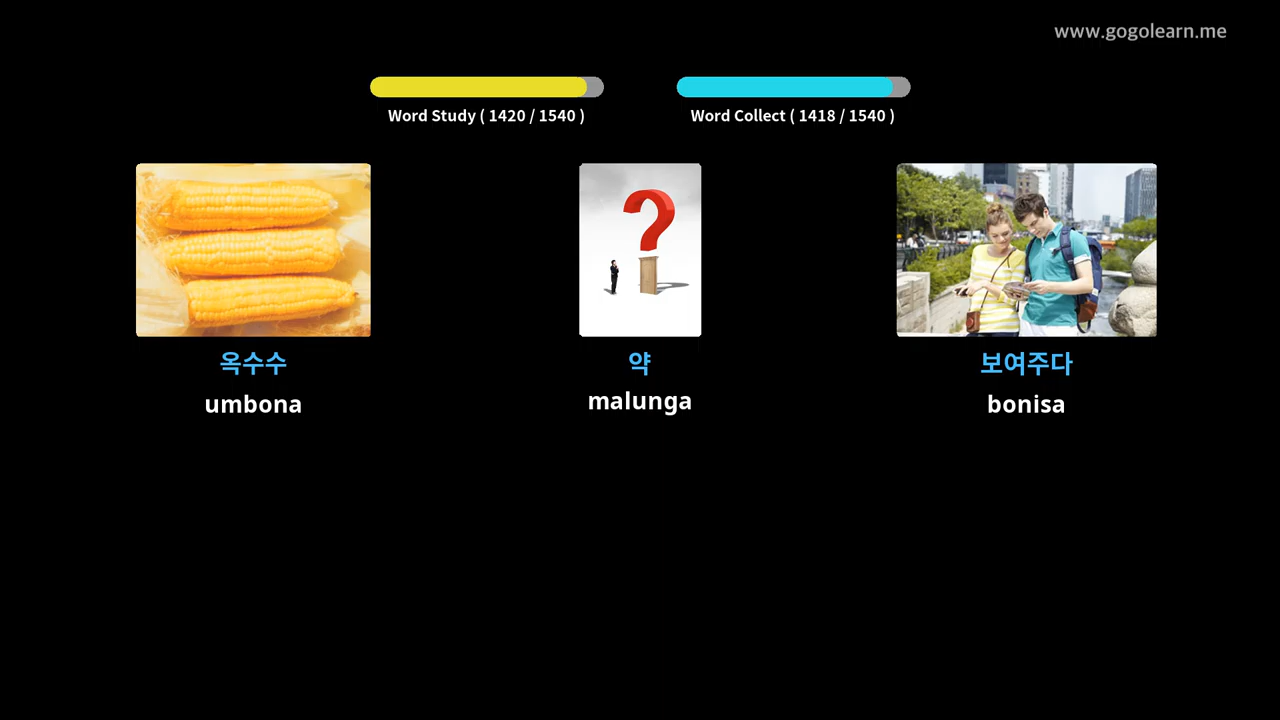 www.gogolearn.me
Word Study ( 1420 / 1540 )
Word Collect ( 1418 / 1540 )
옥수수
약
보여주다
umbona
malunga
bonisa